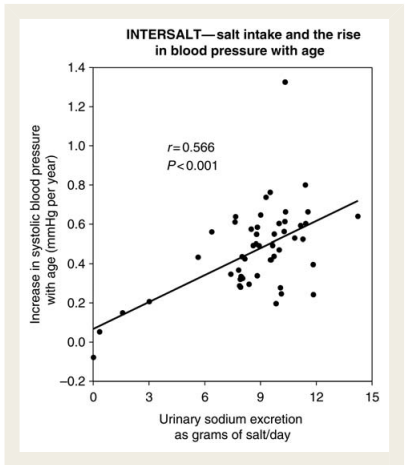 INTERSALT—salt intake and the rise
in blood pressure with age
1.4
1.2
1.0
0.8
0.6
0.4
0.2
0.0
–0.2
r=0.566
P<0.001
Increase in systolic blood pressure
with age (mmHg per year)
0 3 6 9 12 15
Urinary sodium excretion
as grams of salt/day